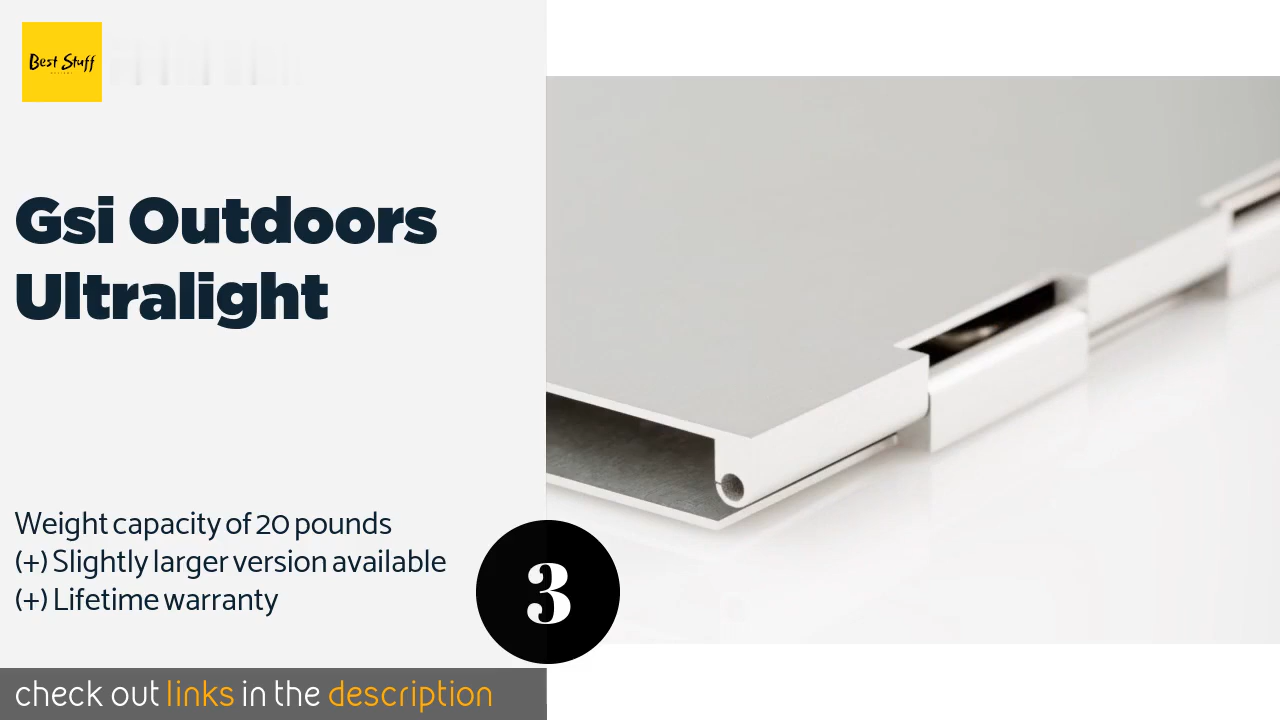 Best Stuff
Gsi Outdoors
Ultralight
Weight capacity of 20 pounds
(+) Slightly larger version available
(+) Lifetime warranty
3
check out links in the description